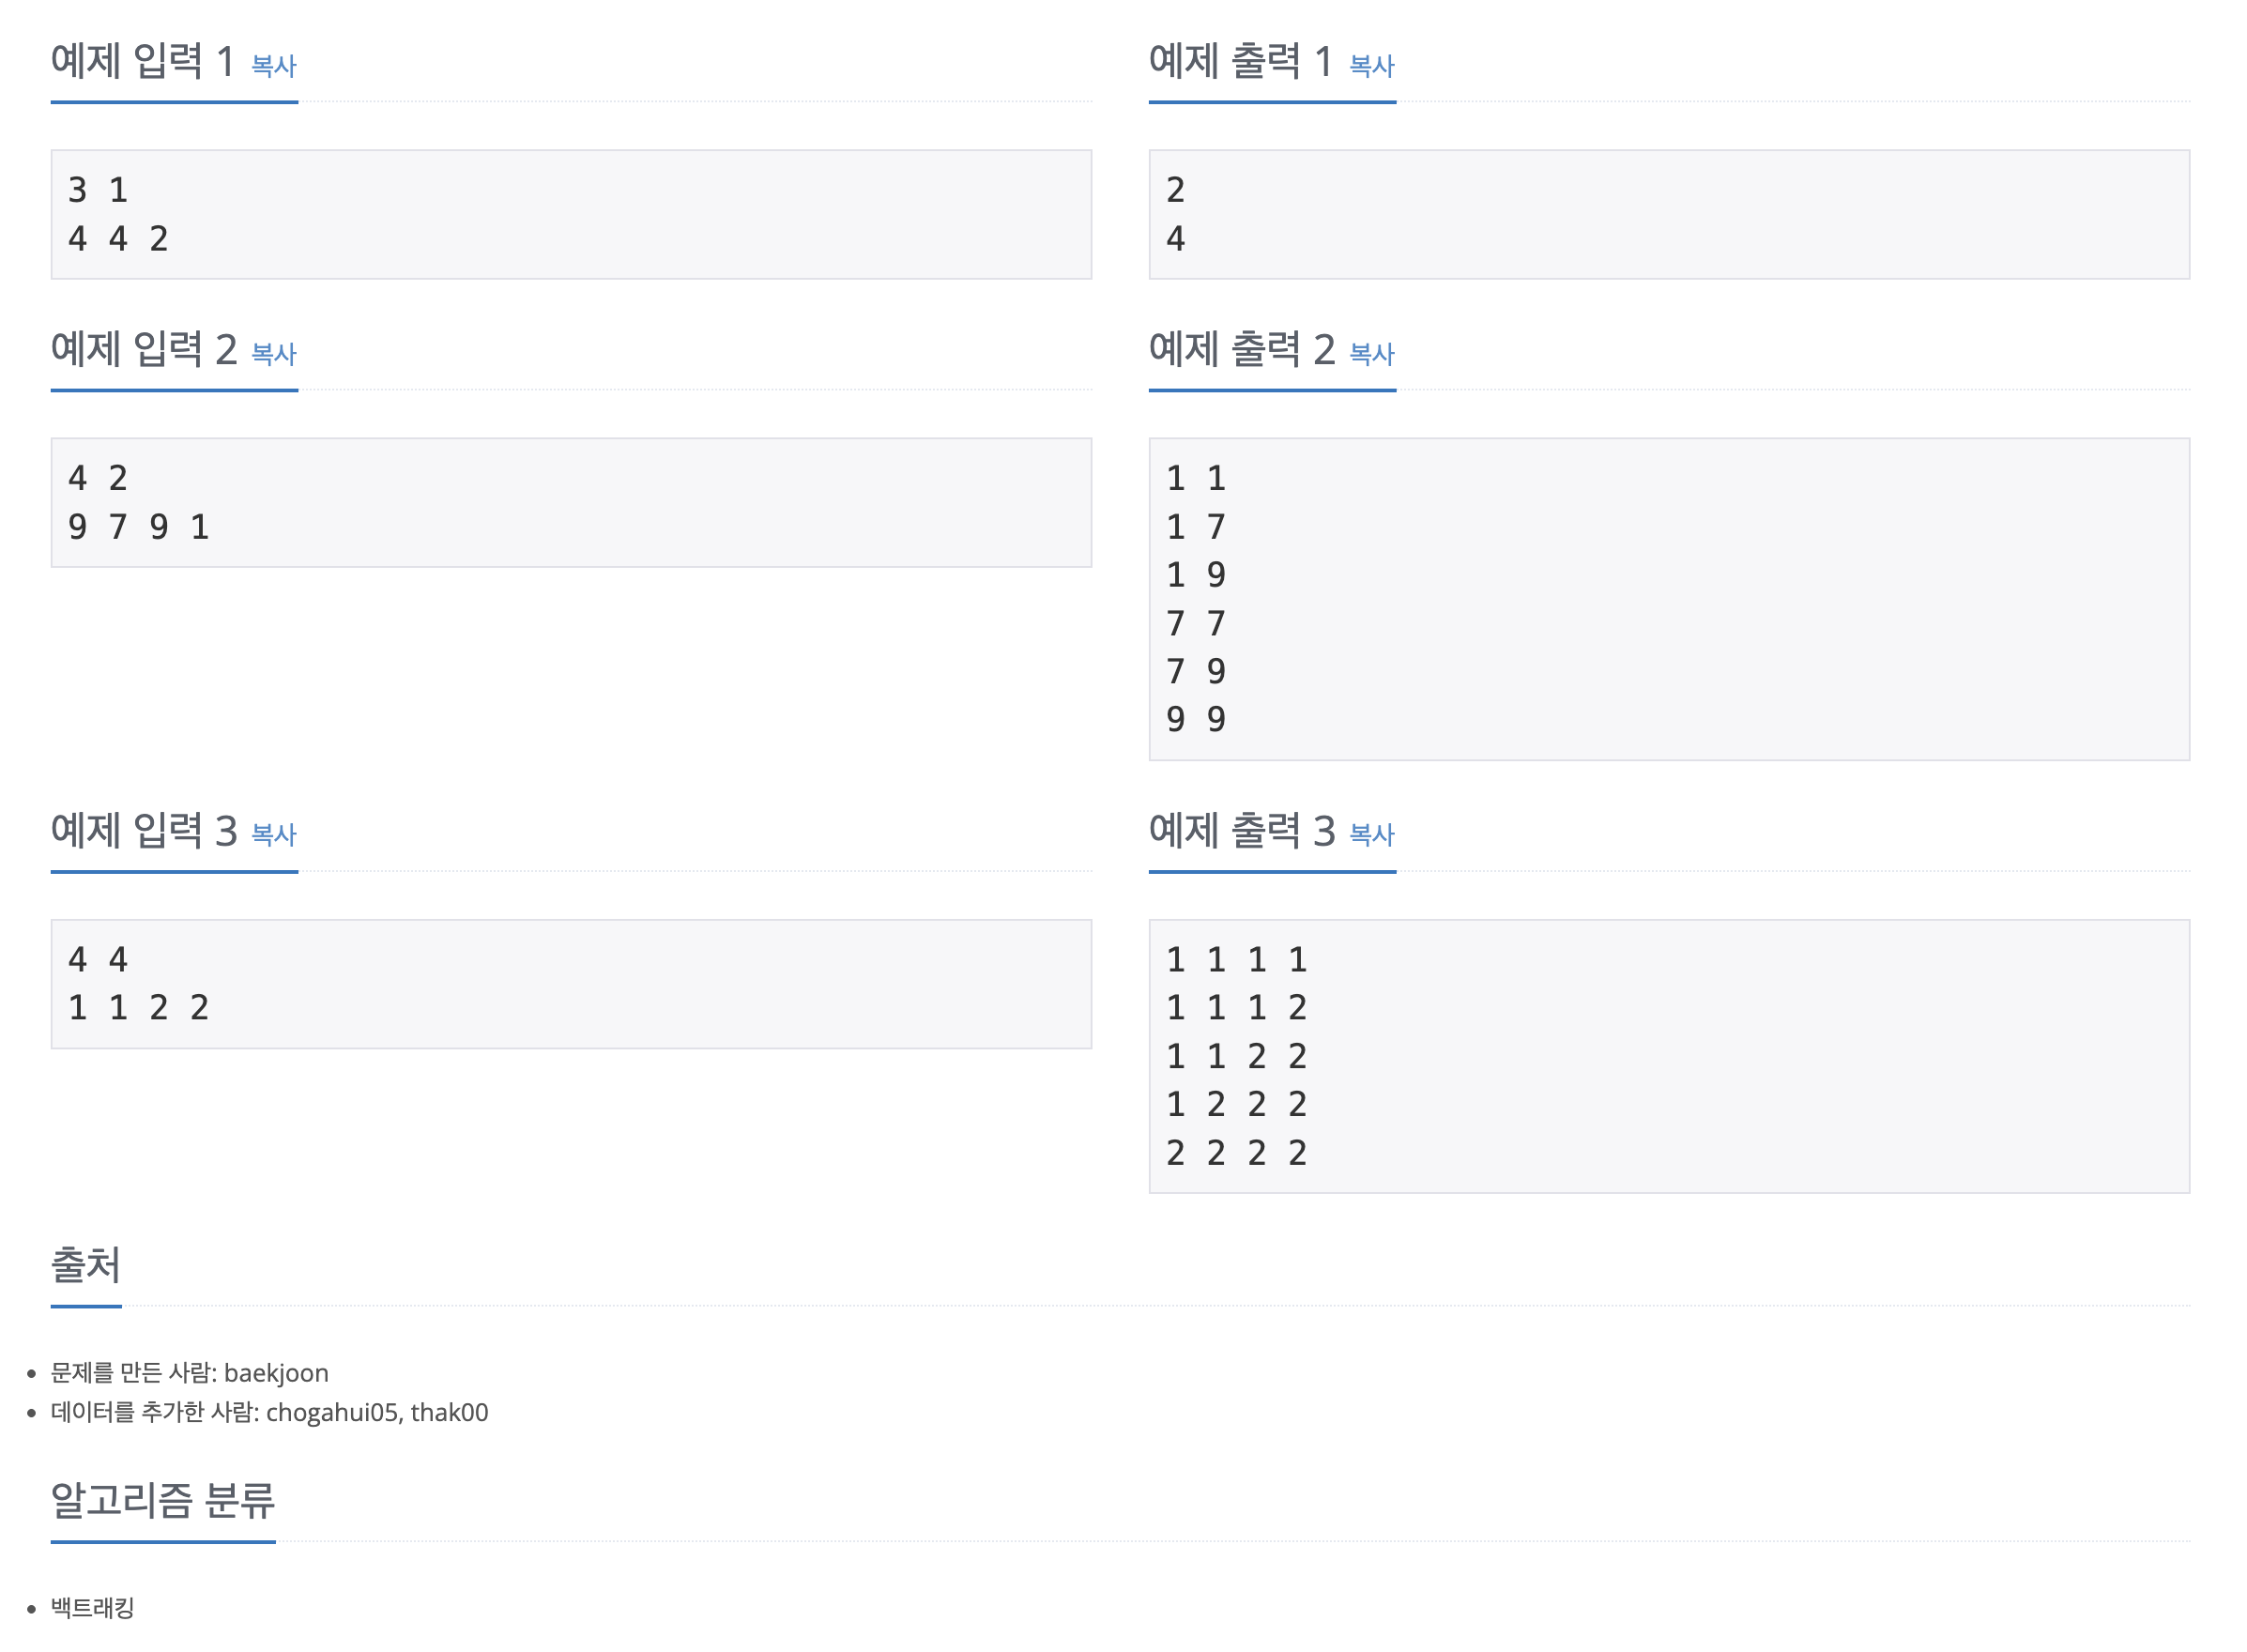 예제 입력 1 복사
3 1
4 4 2
예제 출력 1 복사
2
4
예제 입력 2 복사
4 2
9 7 9 1
예제 출력 2 복사
1 1
1 7
1 9
7 7
7 9
9 9
예제 입력 3 복사
4 4
1 1 2 2
예제 출력 3 복사
1 1 1 1
1 1 1 2
1 1 2 2
1 2 2 2
2 2 2 2
출처
문제를 만든 사람: baekjoon
데이터를 추가한 사람: chogahui05, thak00
알고리즘 분류
백트래킹